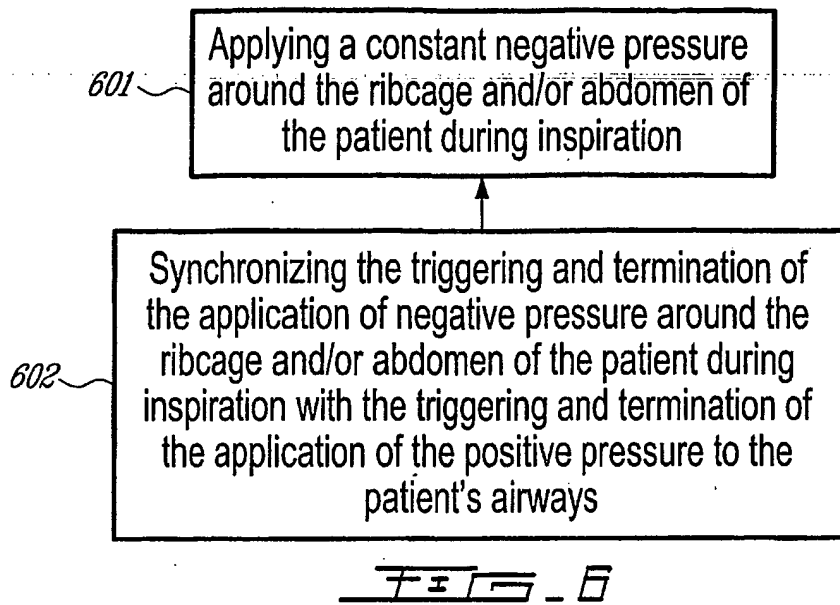 Applying a constant negative pressure
around the ribcage and/or abdomen of
the patient during inspiration
601
Synchronizing the triggering and termination of
the application of negative pressure around the
ribcage and/or abdomen of the patient during
inspiration with the triggering and termination of
the application of the positive pressure to the
patient's airways
602
FIG_6